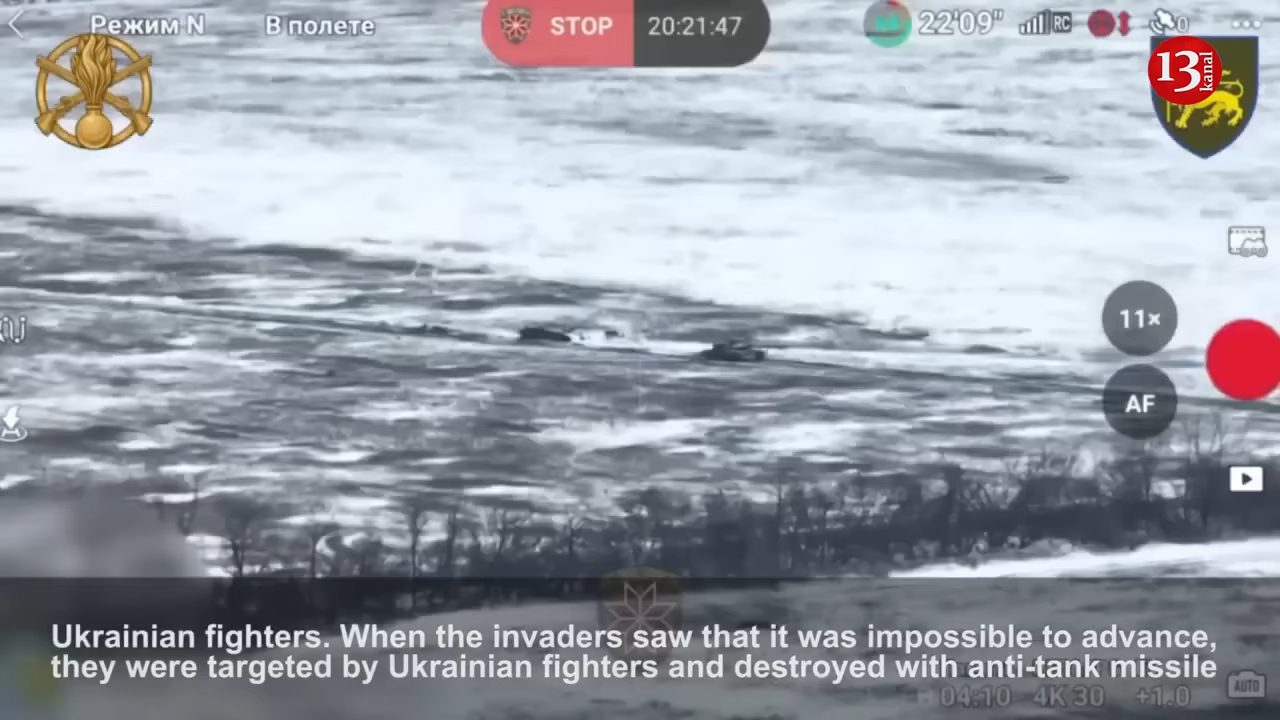 Режим N
В полете
STOP
20:21:47
22'09"
RC
0
13
kanal
11×
AF
Ukrainian fighters. When the invaders saw that it was impossible to advance,
they were targeted by Ukrainian fighters and destroyed with anti-tank missile
04:10 4K 30 +1.0
AUTO